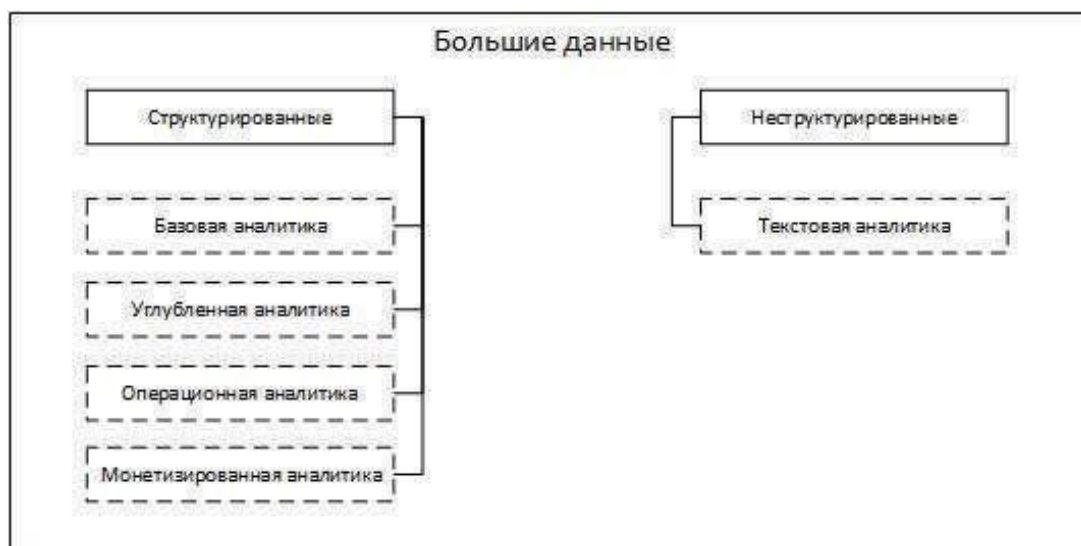 Большие данные
Структурированные
Базовая аналитика
Углубленная аналитика
Операционная аналитика
Монетизированная аналитика
Неструктурированные
Текстовая аналитика